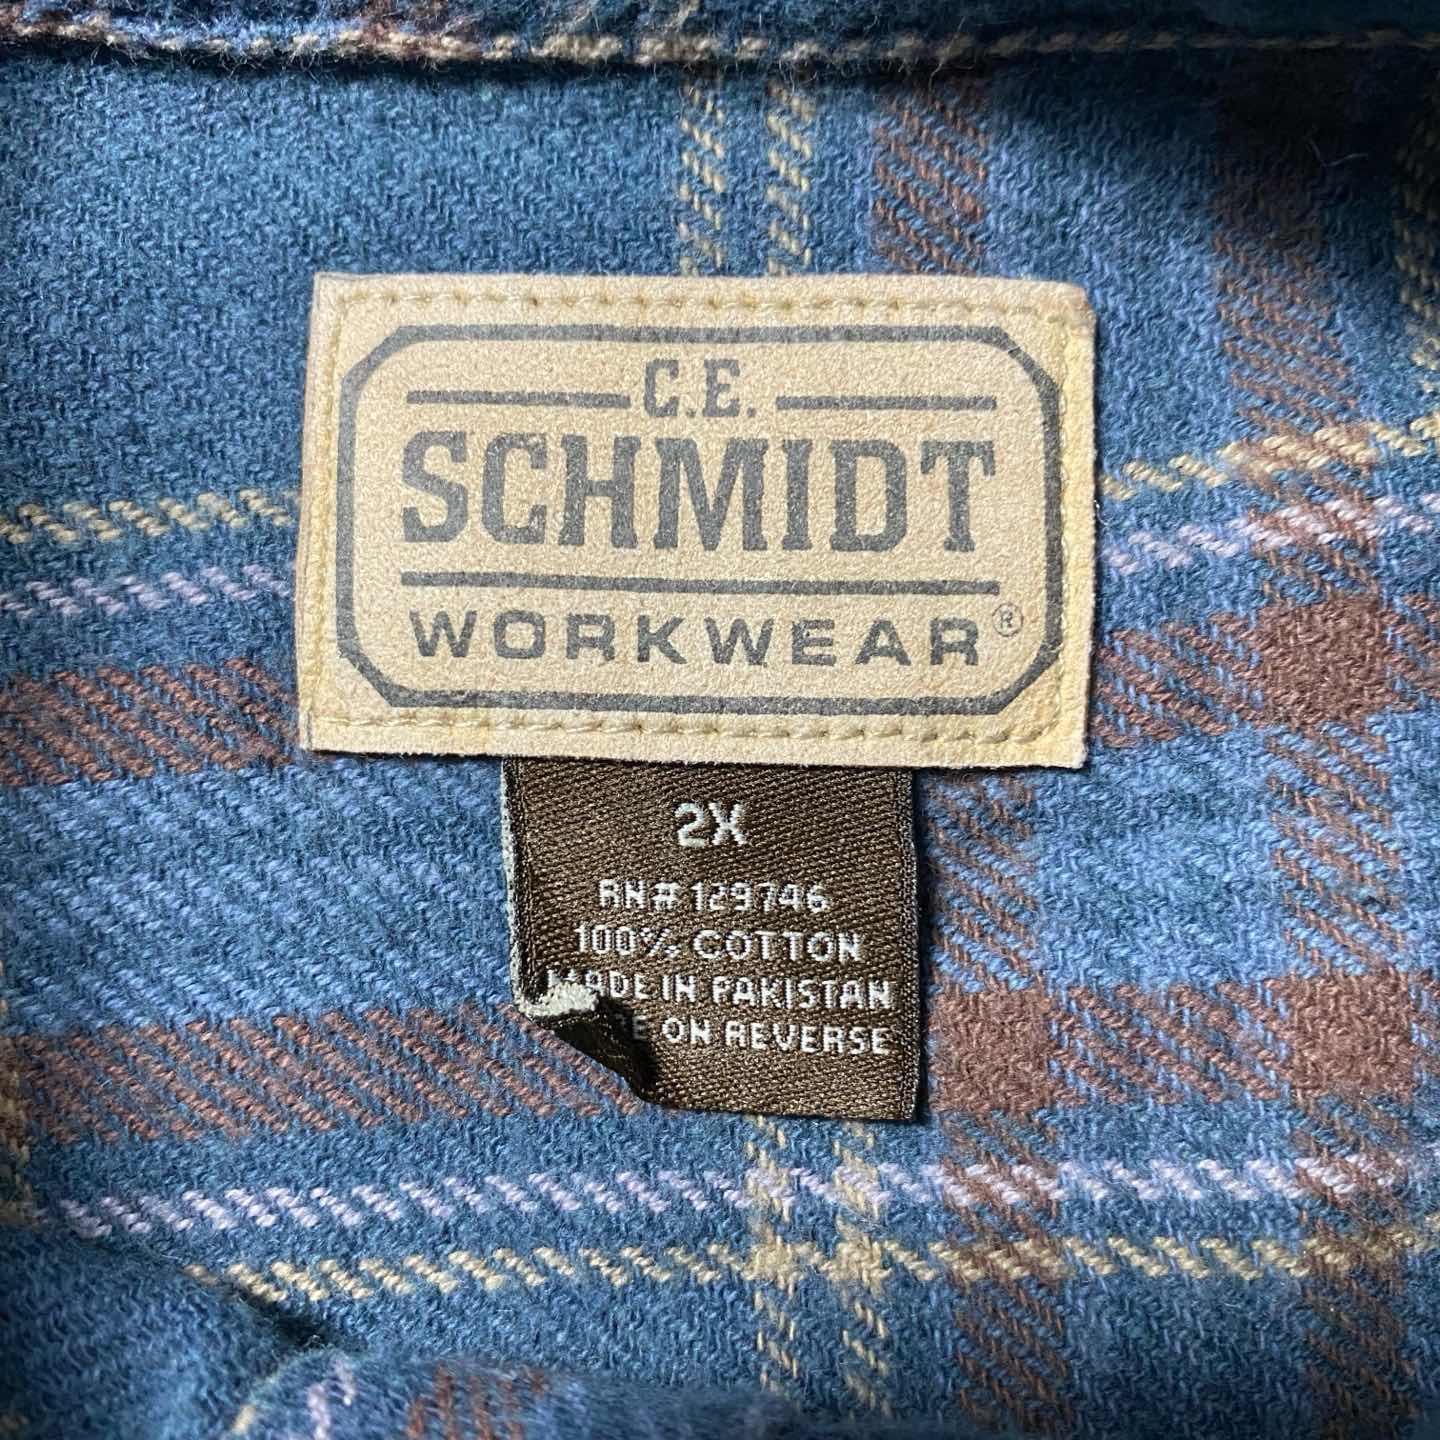 C.E.
SCHMIDT
WORKWEAR®
2X
RN# 129746
100% COTTON
MADE IN PAKISTAN
ON REVERSE